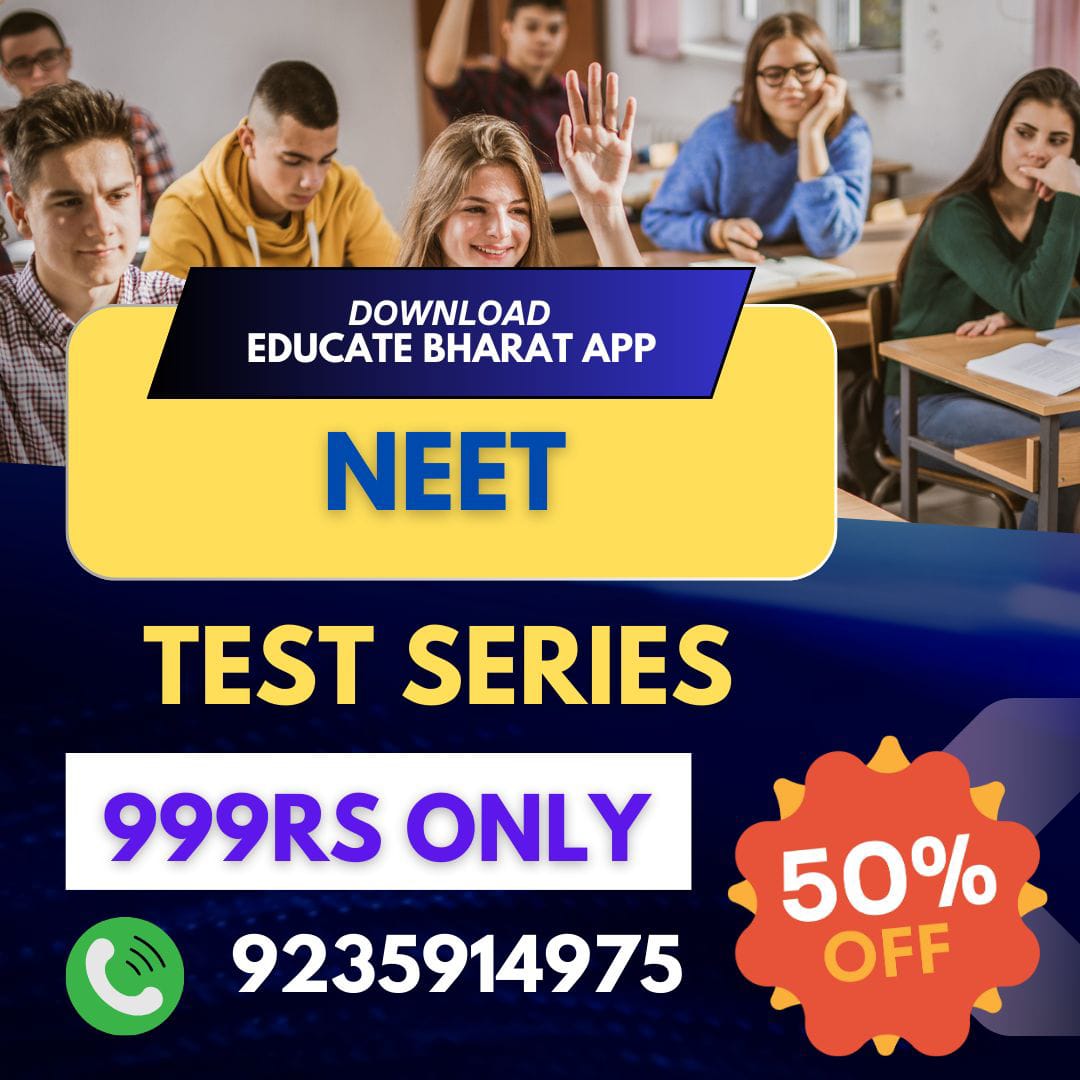 DOWNLOAD
EDUCATE BHARAT APP
NEET
TEST SERIES
999RS ONLY
9235914975
50%
OFF